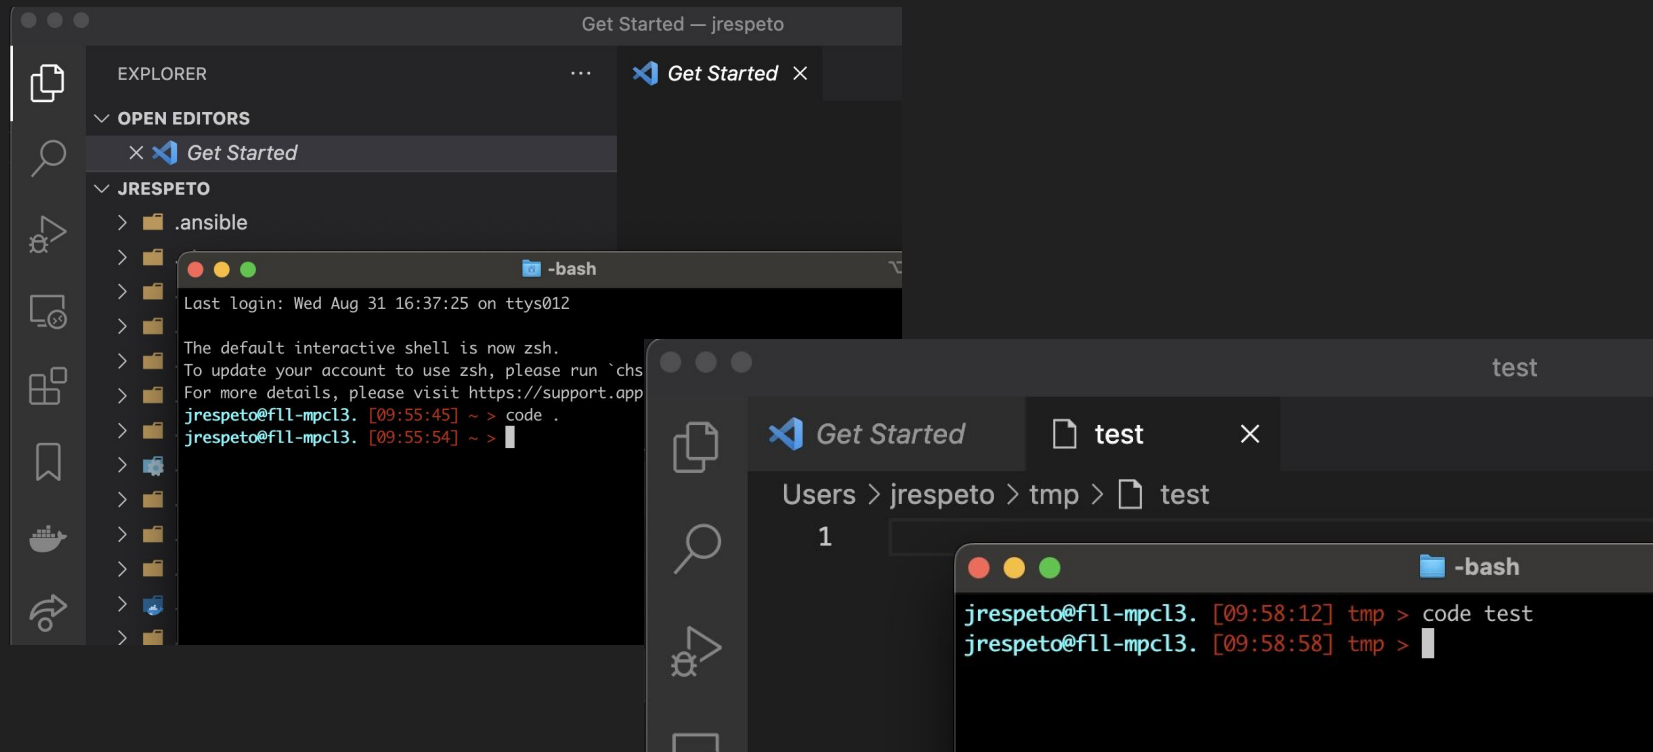 Get Started — jrespeto
EXPLORER
Get Started
OPEN EDITORS
Get Started
JRESPETO
.ansible
-bash
Last login: Wed Aug 31 16:37:25 on ttys012
The default interactive shell is now zsh.
To update your account to use zsh, please run `chs
For more details, please visit https://support.app
jrespeto@fll-mpcl3. [09:55:45] ~ > code .
jrespeto@fll-mpcl3. [09:55:54] ~ >
test
Get Started
test
Users > jrespeto > tmp > test
1
-bash
jrespeto@fll-mpcl3. [09:58:12] tmp > code test
jrespeto@fll-mpcl3. [09:58:58] tmp >